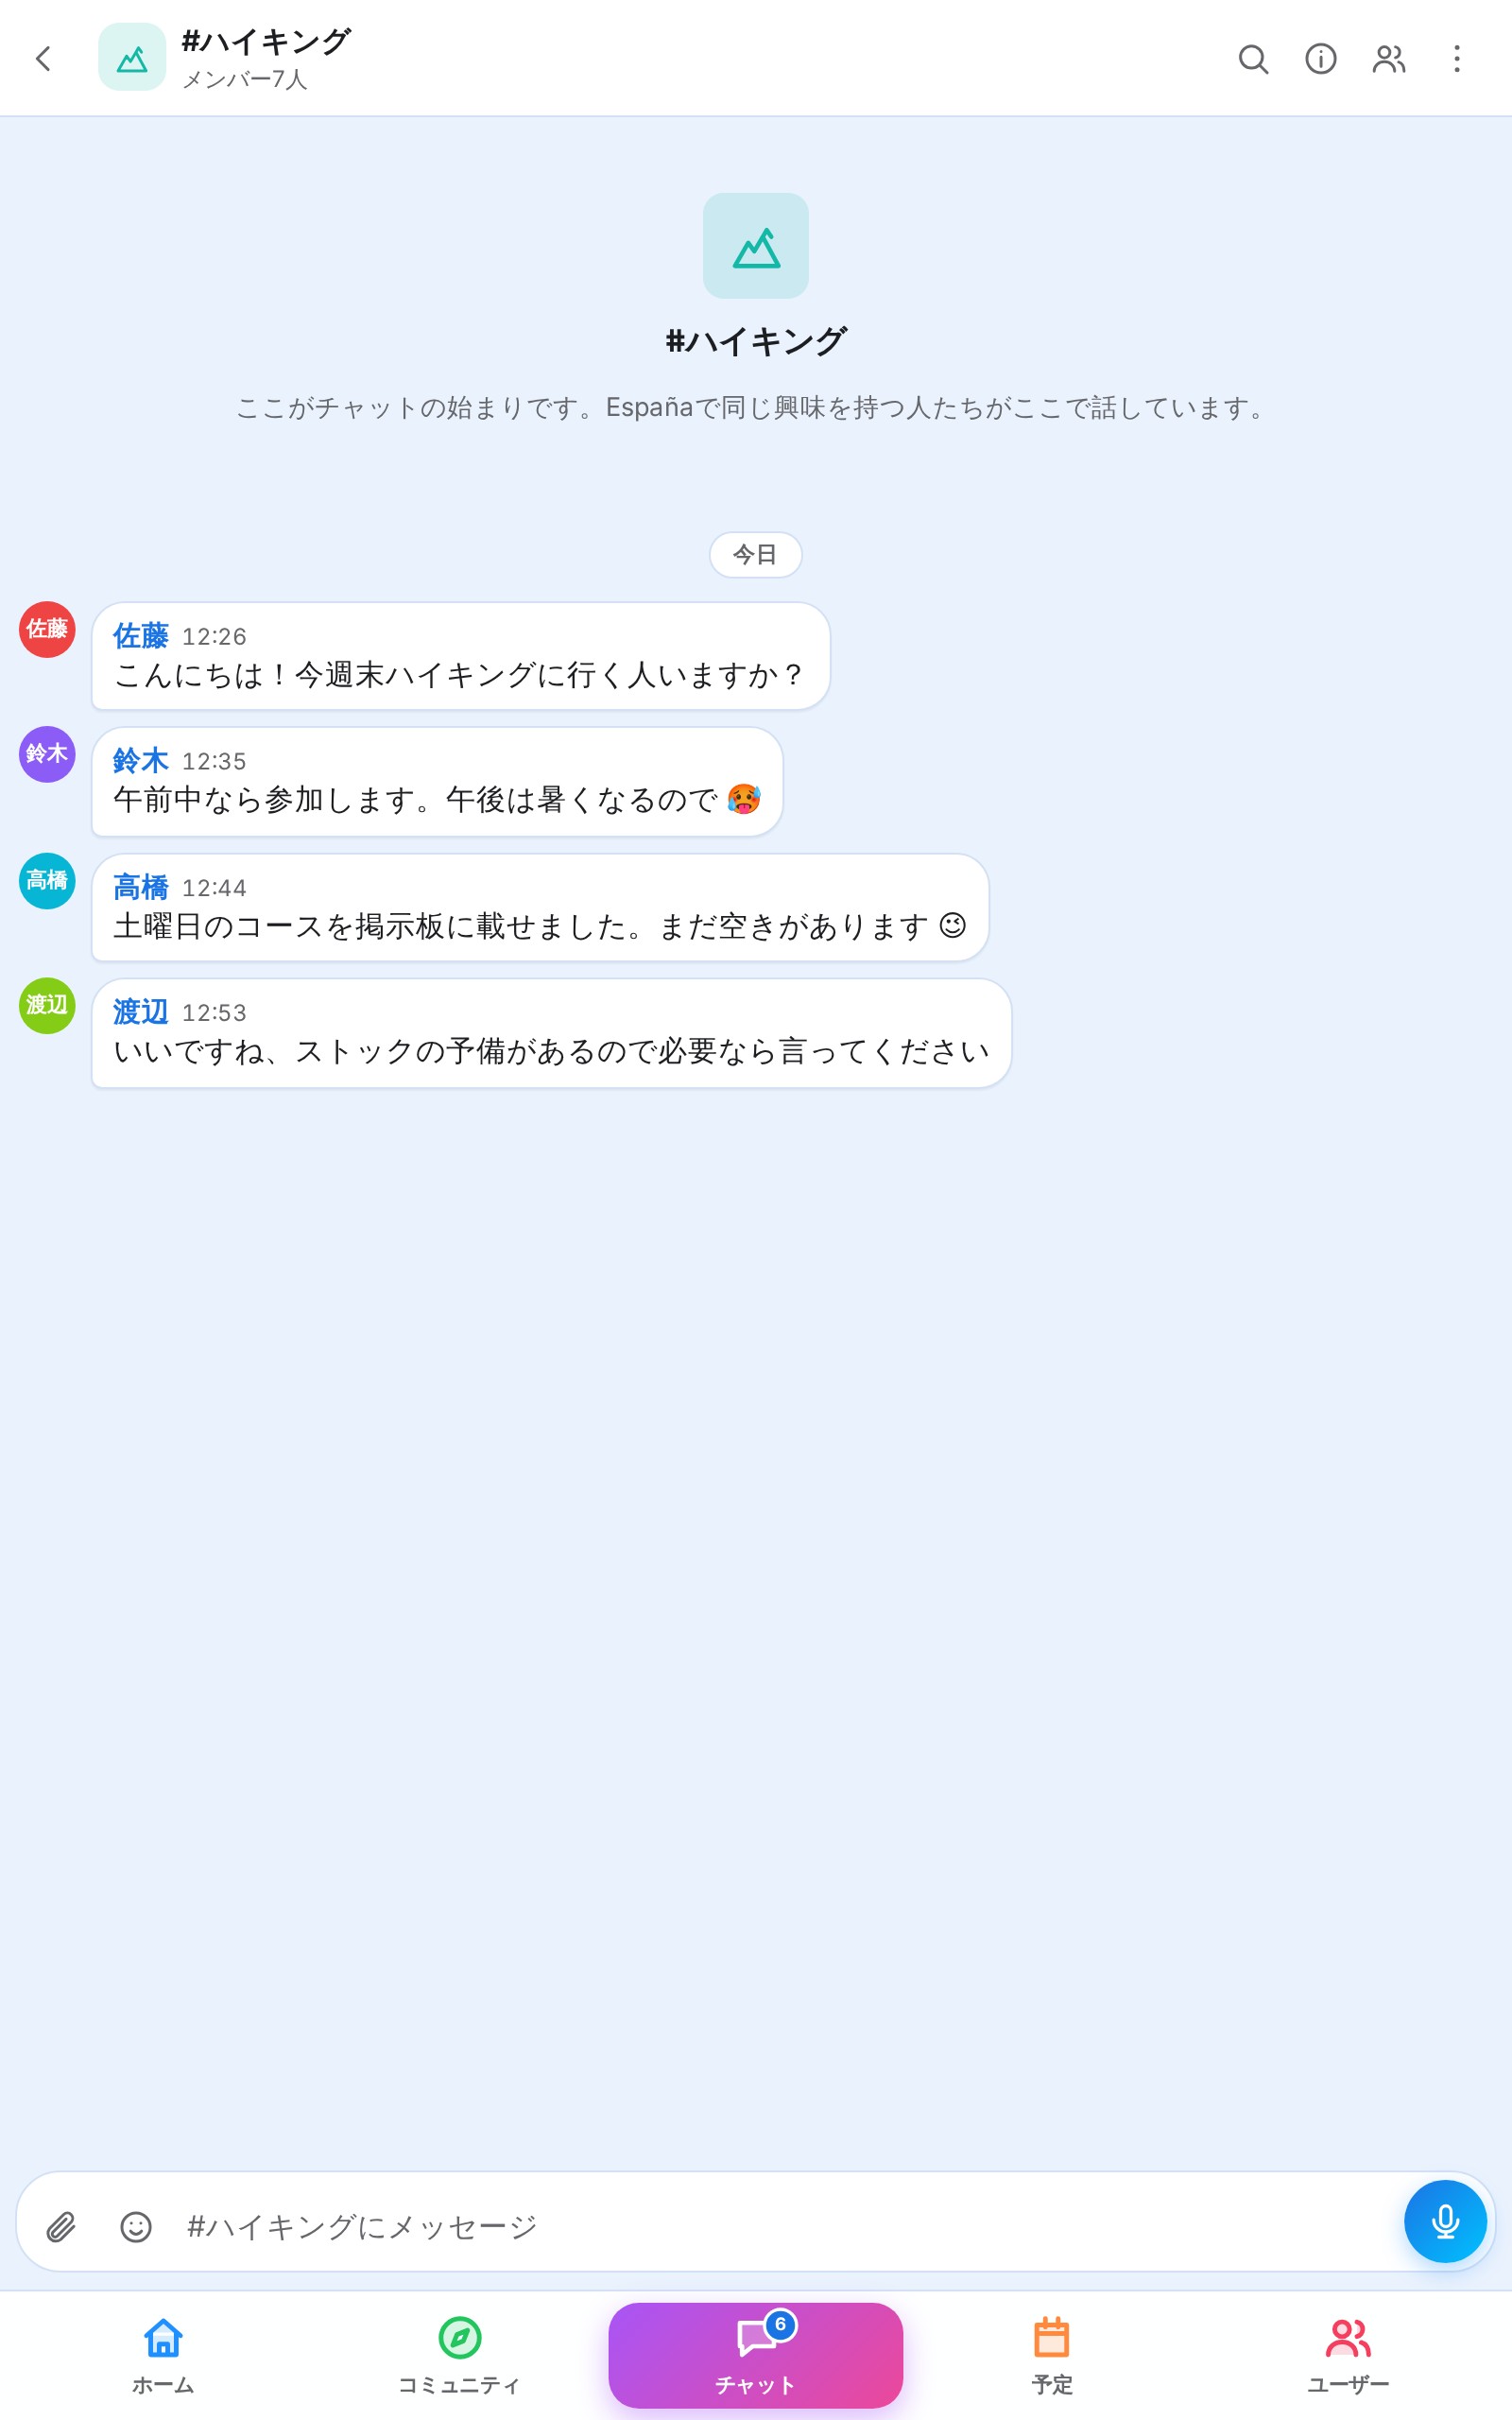 #ハイキング
メンバー7人
#ハイキング
ここがチャットの始まりです。Españaで同じ興味を持つ人たちがここで話しています。
今日
佐藤
佐藤 12:26
こんにちは！今週末ハイキングに行く人いますか？
鈴木
鈴木 12:35
午前中なら参加します。午後は暑くなるので 🥵
高橋
高橋 12:44
土曜日のコースを掲示板に載せました。まだ空きがあります 😉
渡辺
渡辺 12:53
いいですね、ストックの予備があるので必要なら言ってください
#ハイキングにメッセージ
6
ホーム
コミュニティ
チャット
予定
ユーザー